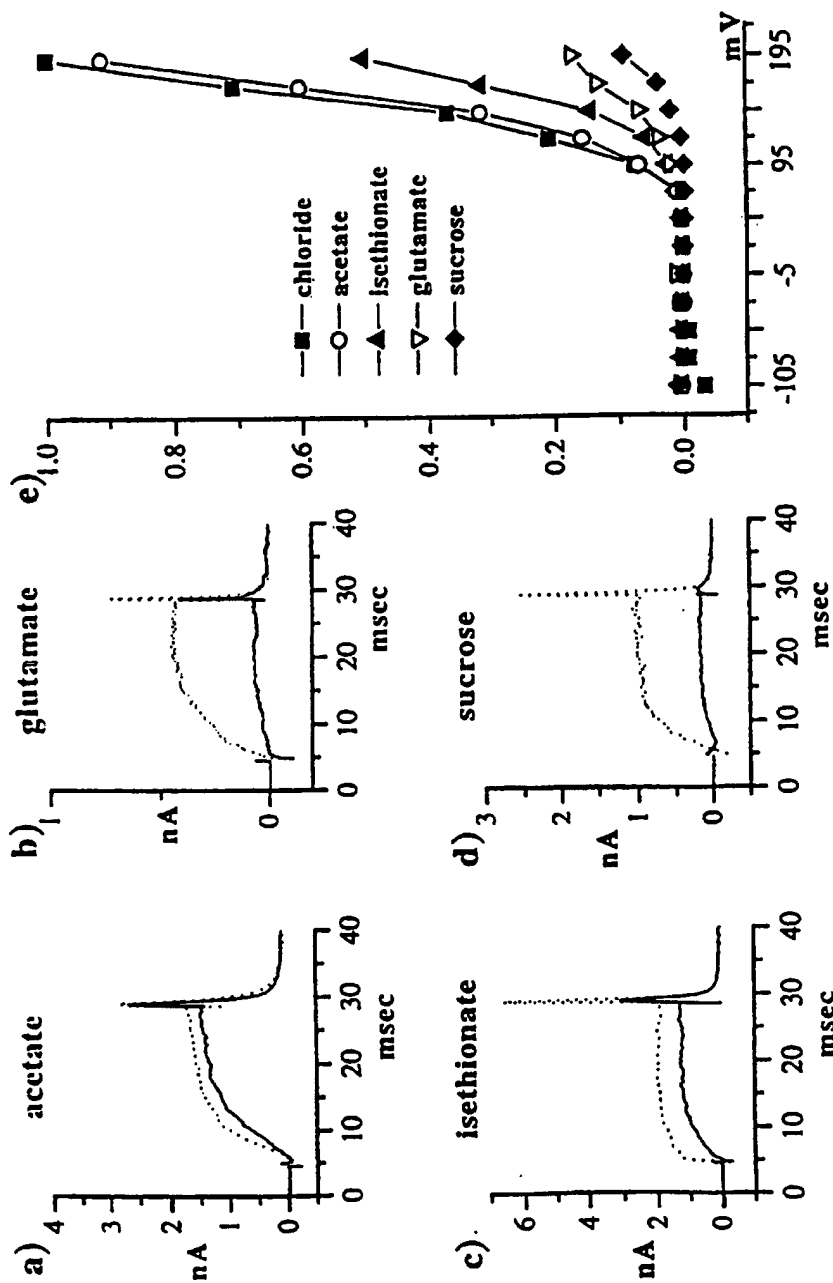 a)
acetate
4
3
2
1
0
nA
0 10 20 30 40
msec
b)
glutamate
1
nA
0
0 10 20 30 40
msec
c)
isethionate
6
4
nA
2
0
0 10 20 30 40
msec
d)
sucrose
3
2
nA
1
0
0 10 20 30 40
msec
e)
1.0
0.8
0.6
0.4
0.2
0.0
chloride
acetate
isethionate
glutamate
sucrose
-105 -5 95 195
mV